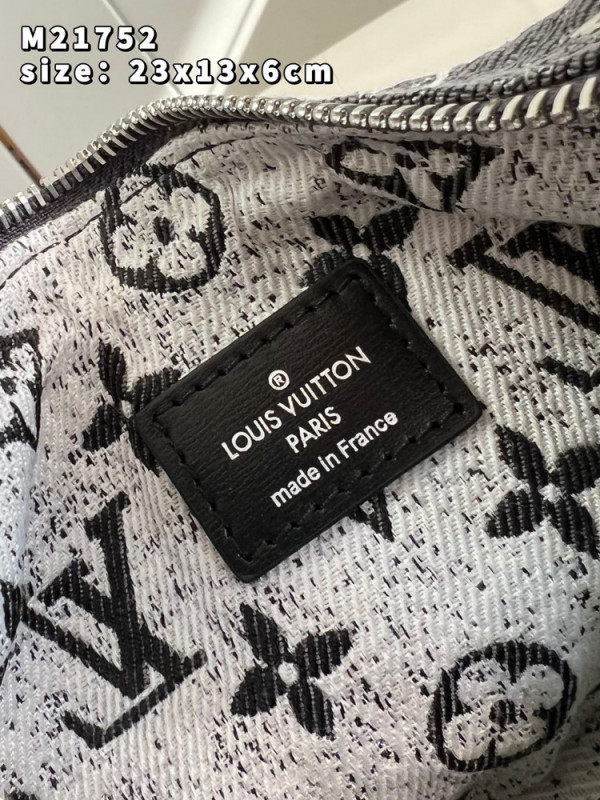 M21752
size: 23x13x6cm
®
LOUIS VUITTON
PARIS
made in France